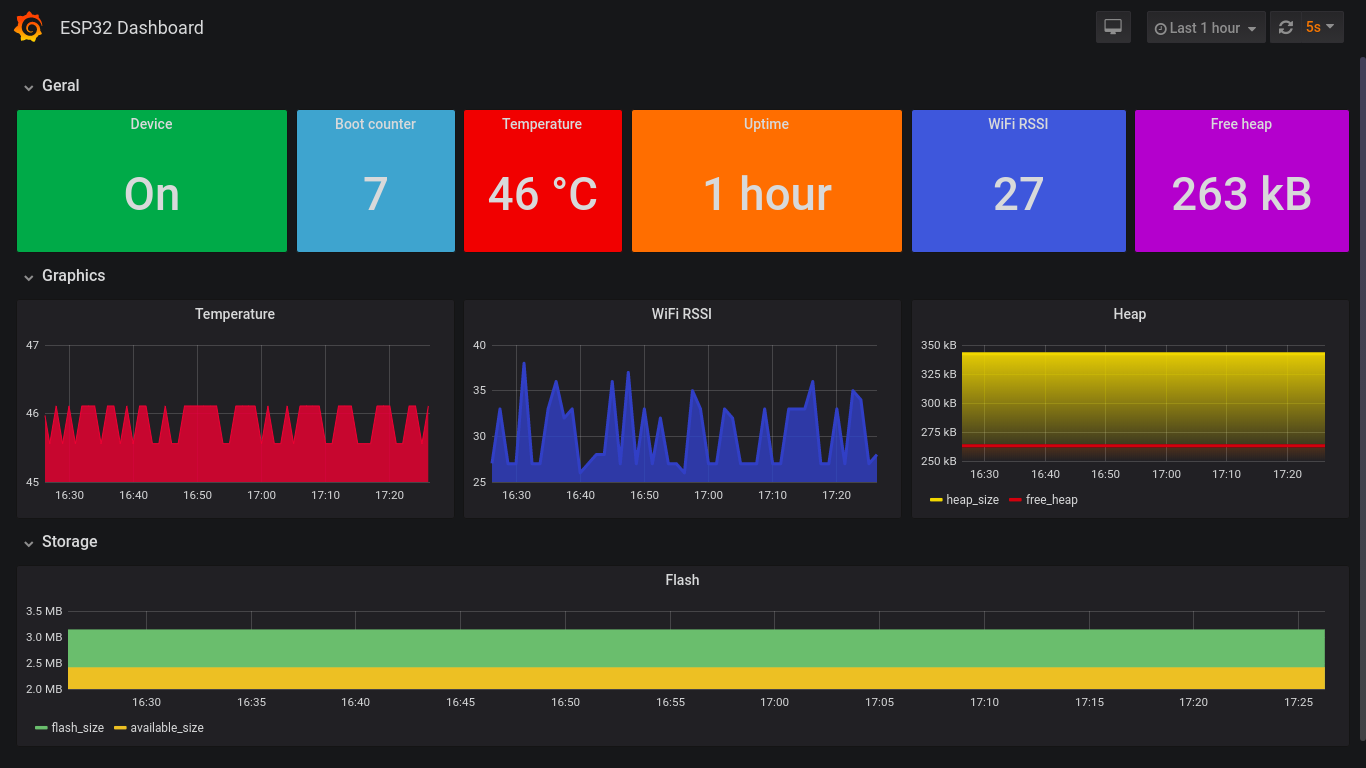 ESP32 Dashboard
Last 1 hour
5s
Geral
Device
On
Boot counter
7
Temperature
46 °C
Uptime
1 hour
WiFi RSSI
27
Free heap
263 kB
Graphics
Temperature
47
46
45
16:30 16:40 16:50 17:00 17:10 17:20
WiFi RSSI
40
35
30
25
16:30 16:40 16:50 17:00 17:10 17:20
Heap
350 kB
325 kB
300 kB
275 kB
250 kB
16:30 16:40 16:50 17:00 17:10 17:20
heap_size free_heap
Storage
Flash
3.5 MB
3.0 MB
2.5 MB
2.0 MB
16:30 16:35 16:40 16:45 16:50 16:55 17:00 17:05 17:10 17:15 17:20 17:25
flash_size available_size